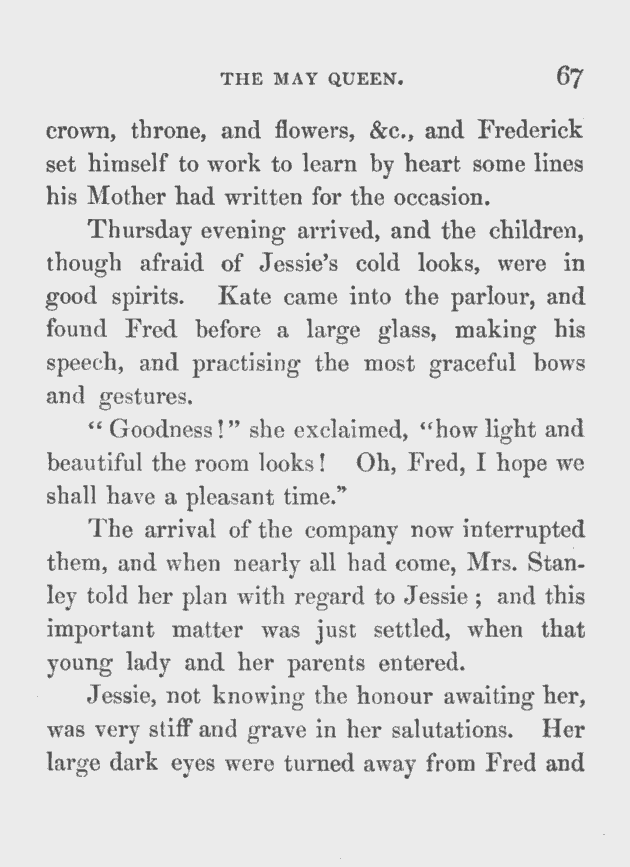 THE MAY QUEEN. 67
crown, throne, and flowers, &c., and Frederick
set himself to work to learn by heart some lines
his Mother had written for the occasion.
Thursday evening arrived, and the children,
though afraid of Jessie's cold looks, were in
good spirits. Kate came into the parlour, and
found Fred before a large glass, making his
speech, and practising the most graceful bows
and gestures.
“Goodness!” she exclaimed, “how light and
beautiful the room looks! Oh, Fred, I hope we
shall have a pleasant time.”
The arrival of the company now interrupted
them, and when nearly all had come, Mrs. Stan-
ley told her plan with regard to Jessie; and this
important matter was just settled, when that
young lady and her parents entered.
Jessie, not knowing the honour awaiting her,
was very stiff and grave in her salutations. Her
large dark eyes were turned away from Fred and